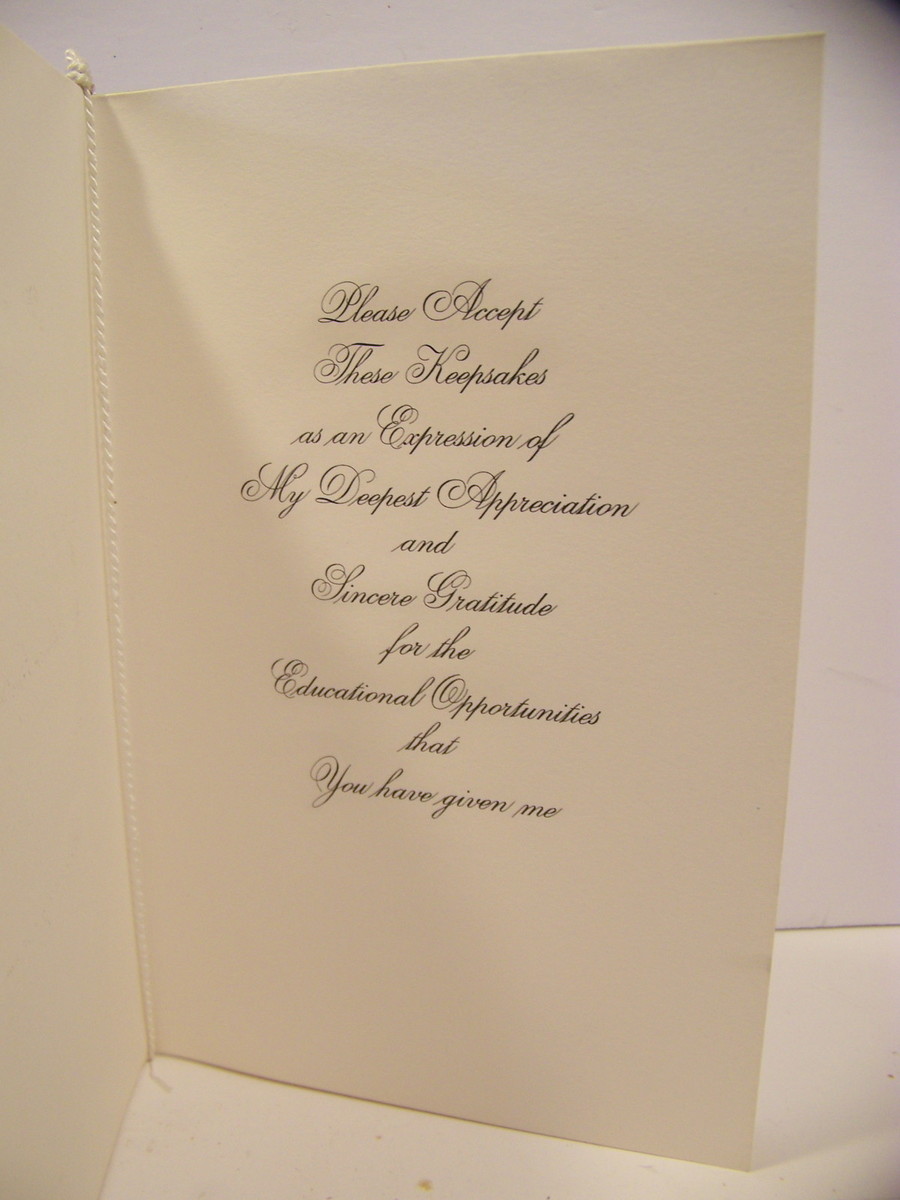 Please Accept
These Keepsakes
as an Expression of
My Deepest Appreciation
and
Sincere Gratitude
for the
Educational Opportunities
that
You have given me